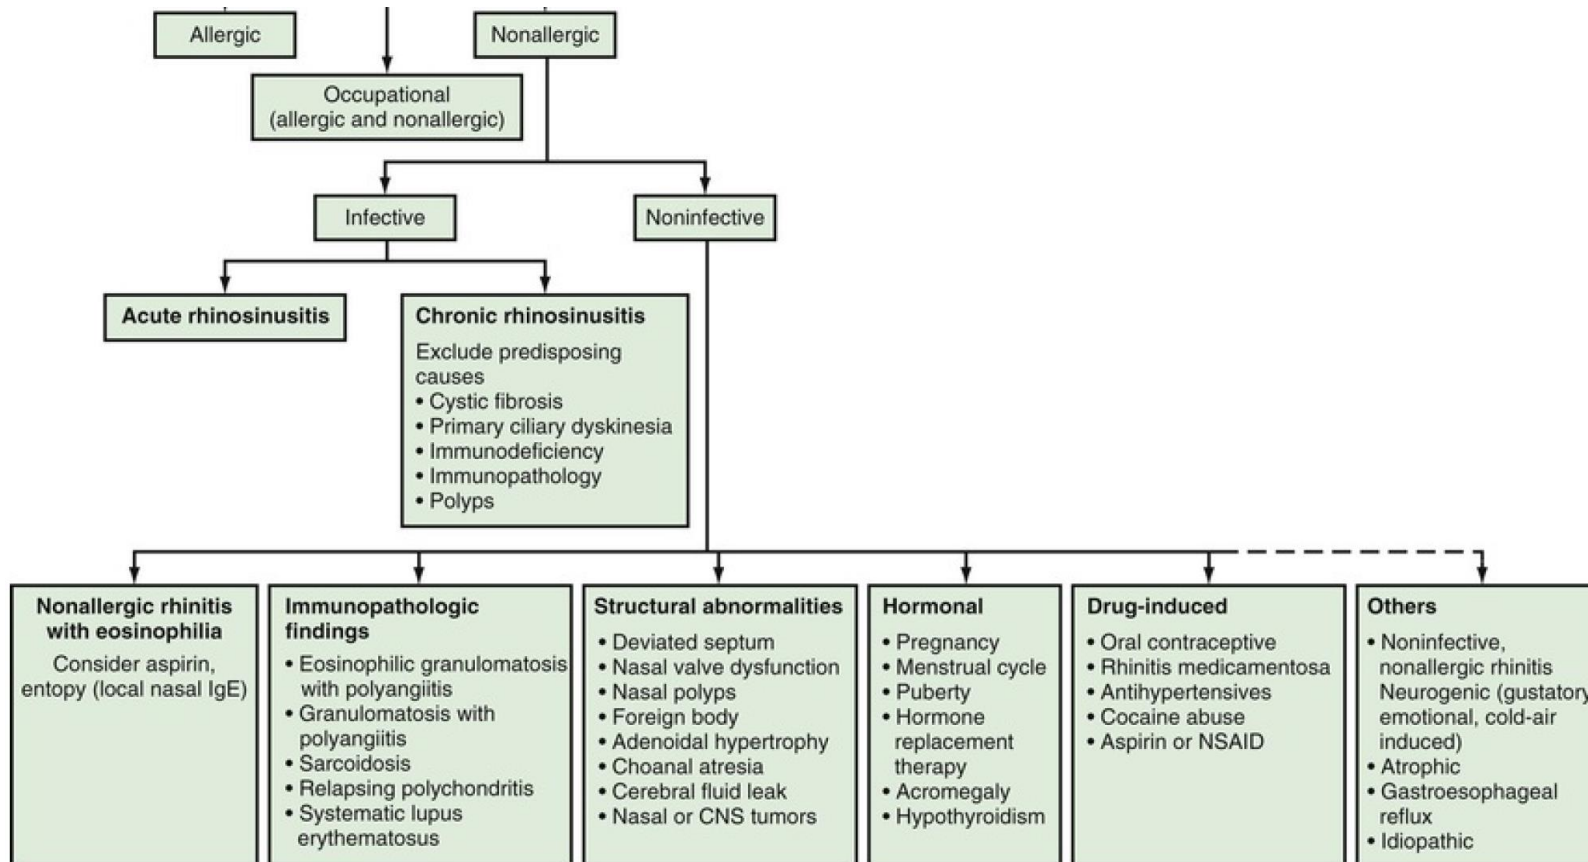 Allergic
Nonallergic
Occupational
(allergic and nonallergic)
Infective
Noninfective
Acute rhinosinusitis
Chronic rhinosinusitis
Exclude predisposing
causes
• Cystic fibrosis
• Primary ciliary dyskinesia
• Immunodeficiency
• Immunopathology
• Polyps
Nonallergic rhinitis
with eosinophilia
Consider aspirin,
entopy (local nasal IgE)
Immunopathologic
findings
• Eosinophilic granulomatosis
with polyangiitis
• Granulomatosis with
polyangiitis
• Sarcoidosis
• Relapsing polychondritis
• Systematic lupus
erythematosus
Structural abnormalities
• Deviated septum
• Nasal valve dysfunction
• Nasal polyps
• Foreign body
• Adenoidal hypertrophy
• Choanal atresia
• Cerebral fluid leak
• Nasal or CNS tumors
Hormonal
• Pregnancy
• Menstrual cycle
• Puberty
• Hormone
replacement
therapy
• Acromegaly
• Hypothyroidism
Drug-induced
• Oral contraceptive
• Rhinitis medicamentosa
• Antihypertensives
• Cocaine abuse
• Aspirin or NSAID
Others
• Noninfective,
nonallergic rhinitis
Neurogenic (gustatory
emotional, cold-air
induced)
• Atrophic
• Gastroesophageal
reflux
• Idiopathic